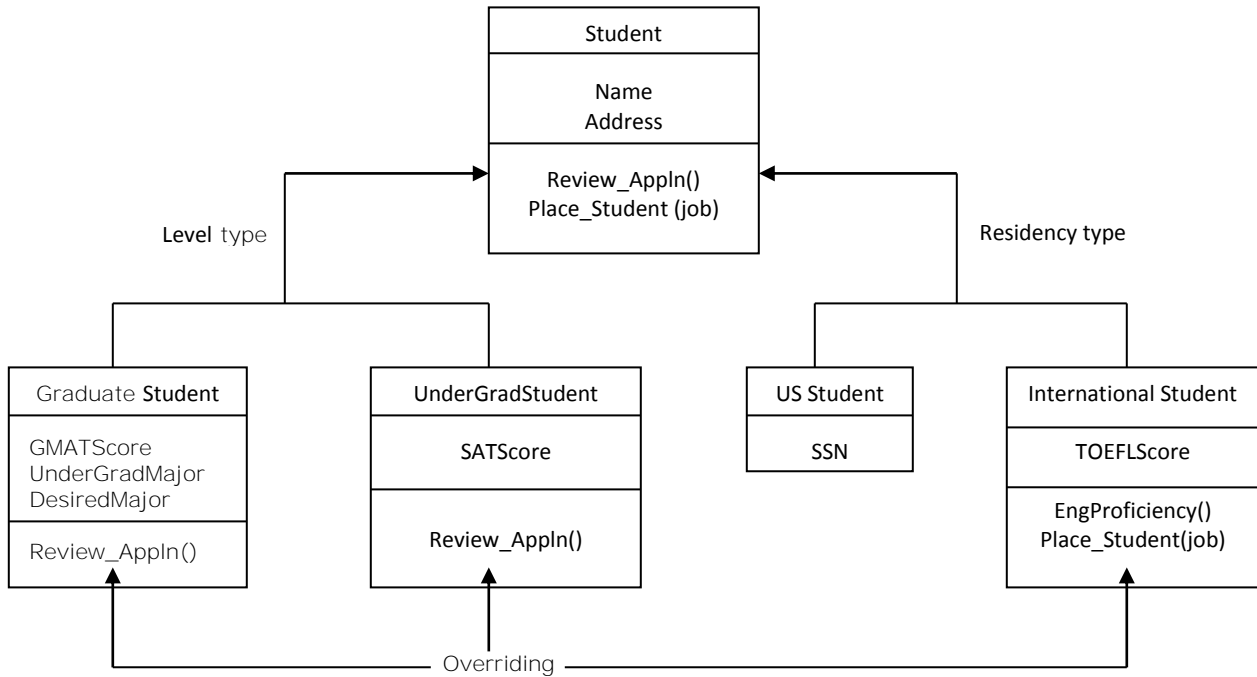 Student
Name
Address
Review_Appln()
Place_Student (job)
Level type
Residency type
Graduate Student
GMATScore
UnderGradMajor
DesiredMajor
Review_Appln()
UnderGradStudent
SATScore
Review_Appln()
US Student
SSN
International Student
TOEFLScore
EngProficiency()
Place_Student(job)
Overriding